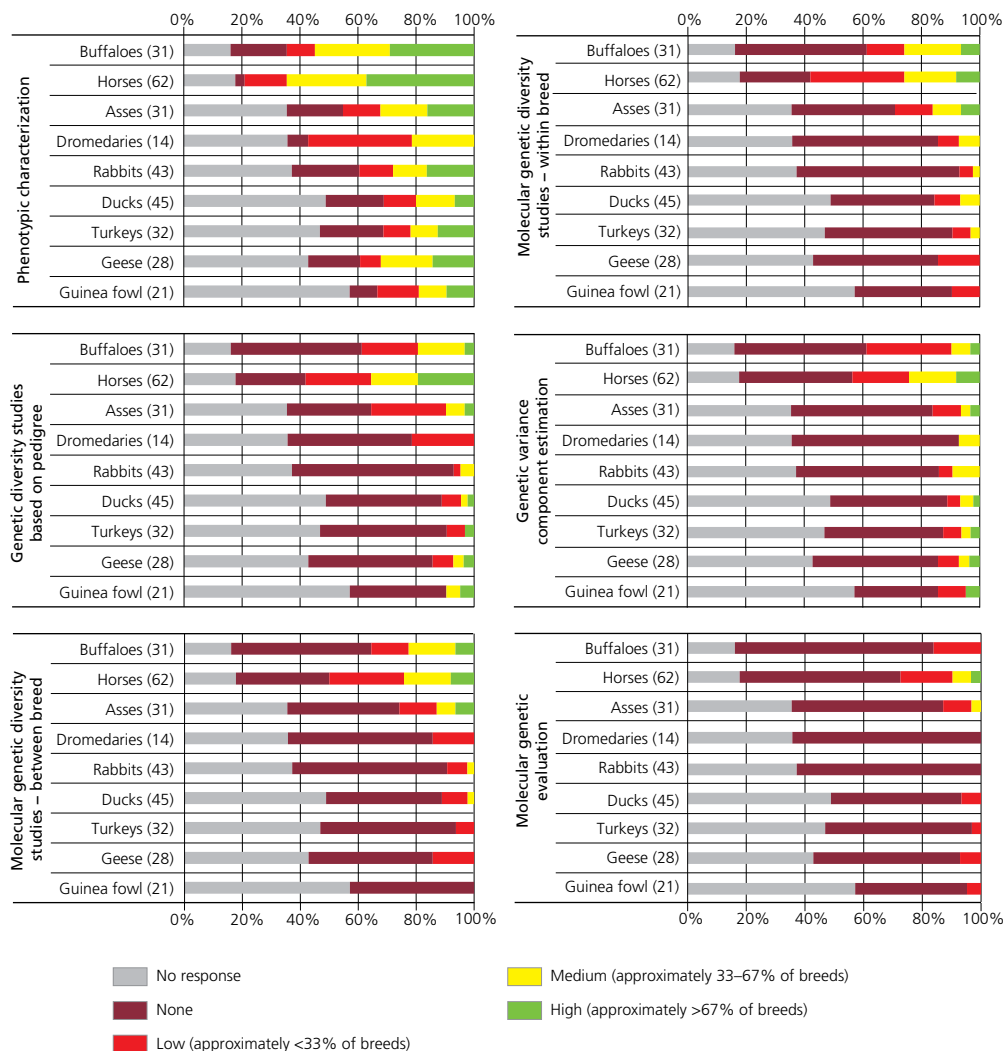 0% 20% 40% 60% 80% 100%
Phenotypic characterization
Buffaloes (31)
Horses (62)
Asses (31)
Dromedaries (14)
Rabbits (43)
Ducks (45)
Turkeys (32)
Geese (28)
Guinea fowl (21)
Genetic diversity studies
based on pedigree
Buffaloes (31)
Horses (62)
Asses (31)
Dromedaries (14)
Rabbits (43)
Ducks (45)
Turkeys (32)
Geese (28)
Guinea fowl (21)
Molecular genetic diversity
studies – between breed
Buffaloes (31)
Horses (62)
Asses (31)
Dromedaries (14)
Rabbits (43)
Ducks (45)
Turkeys (32)
Geese (28)
Guinea fowl (21)
0% 20% 40% 60% 80% 100%
0% 20% 40% 60% 80% 100%
Molecular genetic diversity
studies – within breed
Buffaloes (31)
Horses (62)
Asses (31)
Dromedaries (14)
Rabbits (43)
Ducks (45)
Turkeys (32)
Geese (28)
Guinea fowl (21)
Genetic variance
component estimation
Buffaloes (31)
Horses (62)
Asses (31)
Dromedaries (14)
Rabbits (43)
Ducks (45)
Turkeys (32)
Geese (28)
Guinea fowl (21)
Molecular genetic
evaluation
Buffaloes (31)
Horses (62)
Asses (31)
Dromedaries (14)
Rabbits (43)
Ducks (45)
Turkeys (32)
Geese (28)
Guinea fowl (21)
0% 20% 40% 60% 80% 100%
No response
None
Low (approximately <33% of breeds)
Medium (approximately 33–67% of breeds)
High (approximately >67% of breeds)